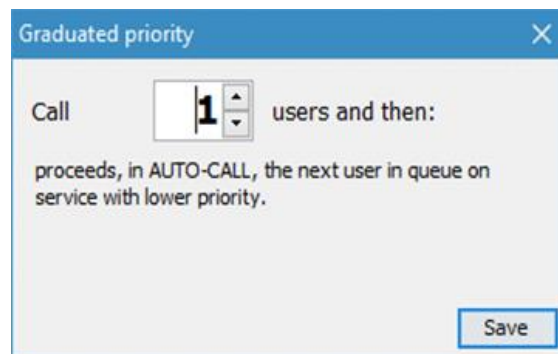 Graduated priority
Call 1 users and then:
proceeds, in AUTO-CALL, the next user in queue on
service with lower priority.
Save